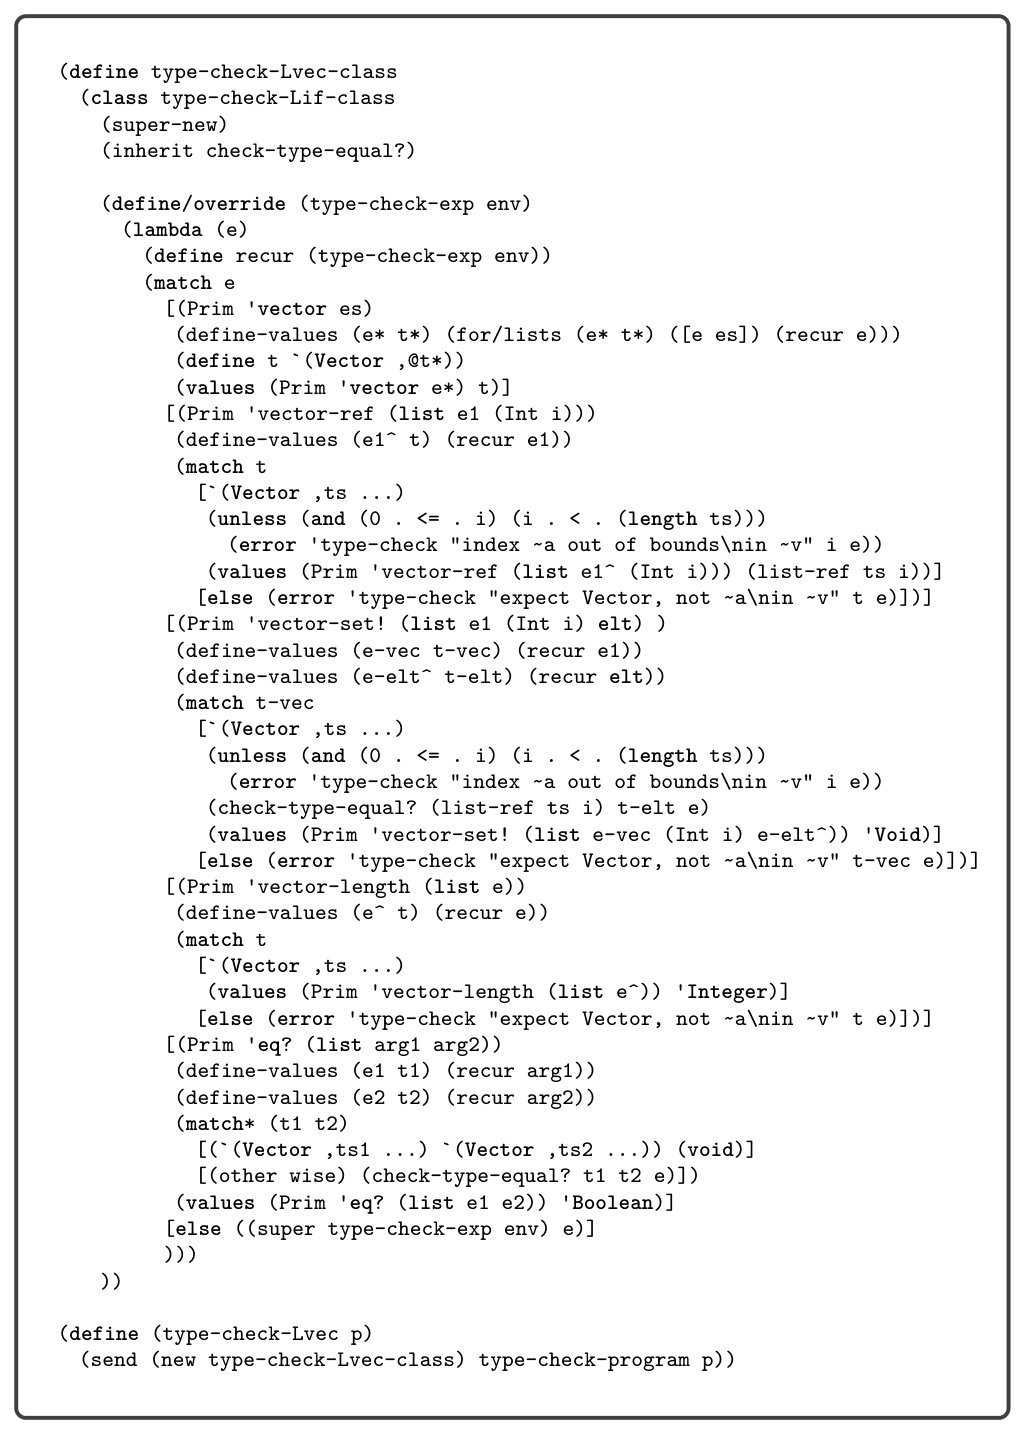 (define type-check-Lvec-class
  (class type-check-Lif-class
    (super-new)
    (inherit check-type-equal?)

    (define/override (type-check-exp env)
      (lambda (e)
        (define recur (type-check-exp env))
        (match e
          [(Prim 'vector es)
           (define-values (e* t*) (for/lists (e* t*) ([e es]) (recur e)))
           (define t `(Vector ,@t*))
           (values (Prim 'vector e*) t)]
          [(Prim 'vector-ref (list e1 (Int i)))
           (define-values (e1^ t) (recur e1))
           (match t
             [`(Vector ,ts ...)
              (unless (and (0 . <= . i) (i . < . (length ts)))
                (error 'type-check "index ~a out of bounds\nin ~v" i e))
              (values (Prim 'vector-ref (list e1^ (Int i))) (list-ref ts i))]
             [else (error 'type-check "expect Vector, not ~a\nin ~v" t e)])]
          [(Prim 'vector-set! (list e1 (Int i) elt) )
           (define-values (e-vec t-vec) (recur e1))
           (define-values (e-elt^ t-elt) (recur elt))
           (match t-vec
             [`(Vector ,ts ...)
              (unless (and (0 . <= . i) (i . < . (length ts)))
                (error 'type-check "index ~a out of bounds\nin ~v" i e))
              (check-type-equal? (list-ref ts i) t-elt e)
              (values (Prim 'vector-set! (list e-vec (Int i) e-elt^)) 'Void)]
             [else (error 'type-check "expect Vector, not ~a\nin ~v" t-vec e)])]
          [(Prim 'vector-length (list e))
           (define-values (e^ t) (recur e))
           (match t
             [`(Vector ,ts ...)
              (values (Prim 'vector-length (list e^)) 'Integer)]
             [else (error 'type-check "expect Vector, not ~a\nin ~v" t e)])]
          [(Prim 'eq? (list arg1 arg2))
           (define-values (e1 t1) (recur arg1))
           (define-values (e2 t2) (recur arg2))
           (match* (t1 t2)
             [(`(Vector ,ts1 ...) `(Vector ,ts2 ...)) (void)]
             [(other wise) (check-type-equal? t1 t2 e)])
           (values (Prim 'eq? (list e1 e2)) 'Boolean)]
          [else ((super type-check-exp env) e)]
          )))
    ))

(define (type-check-Lvec p)
  (send (new type-check-Lvec-class) type-check-program p))